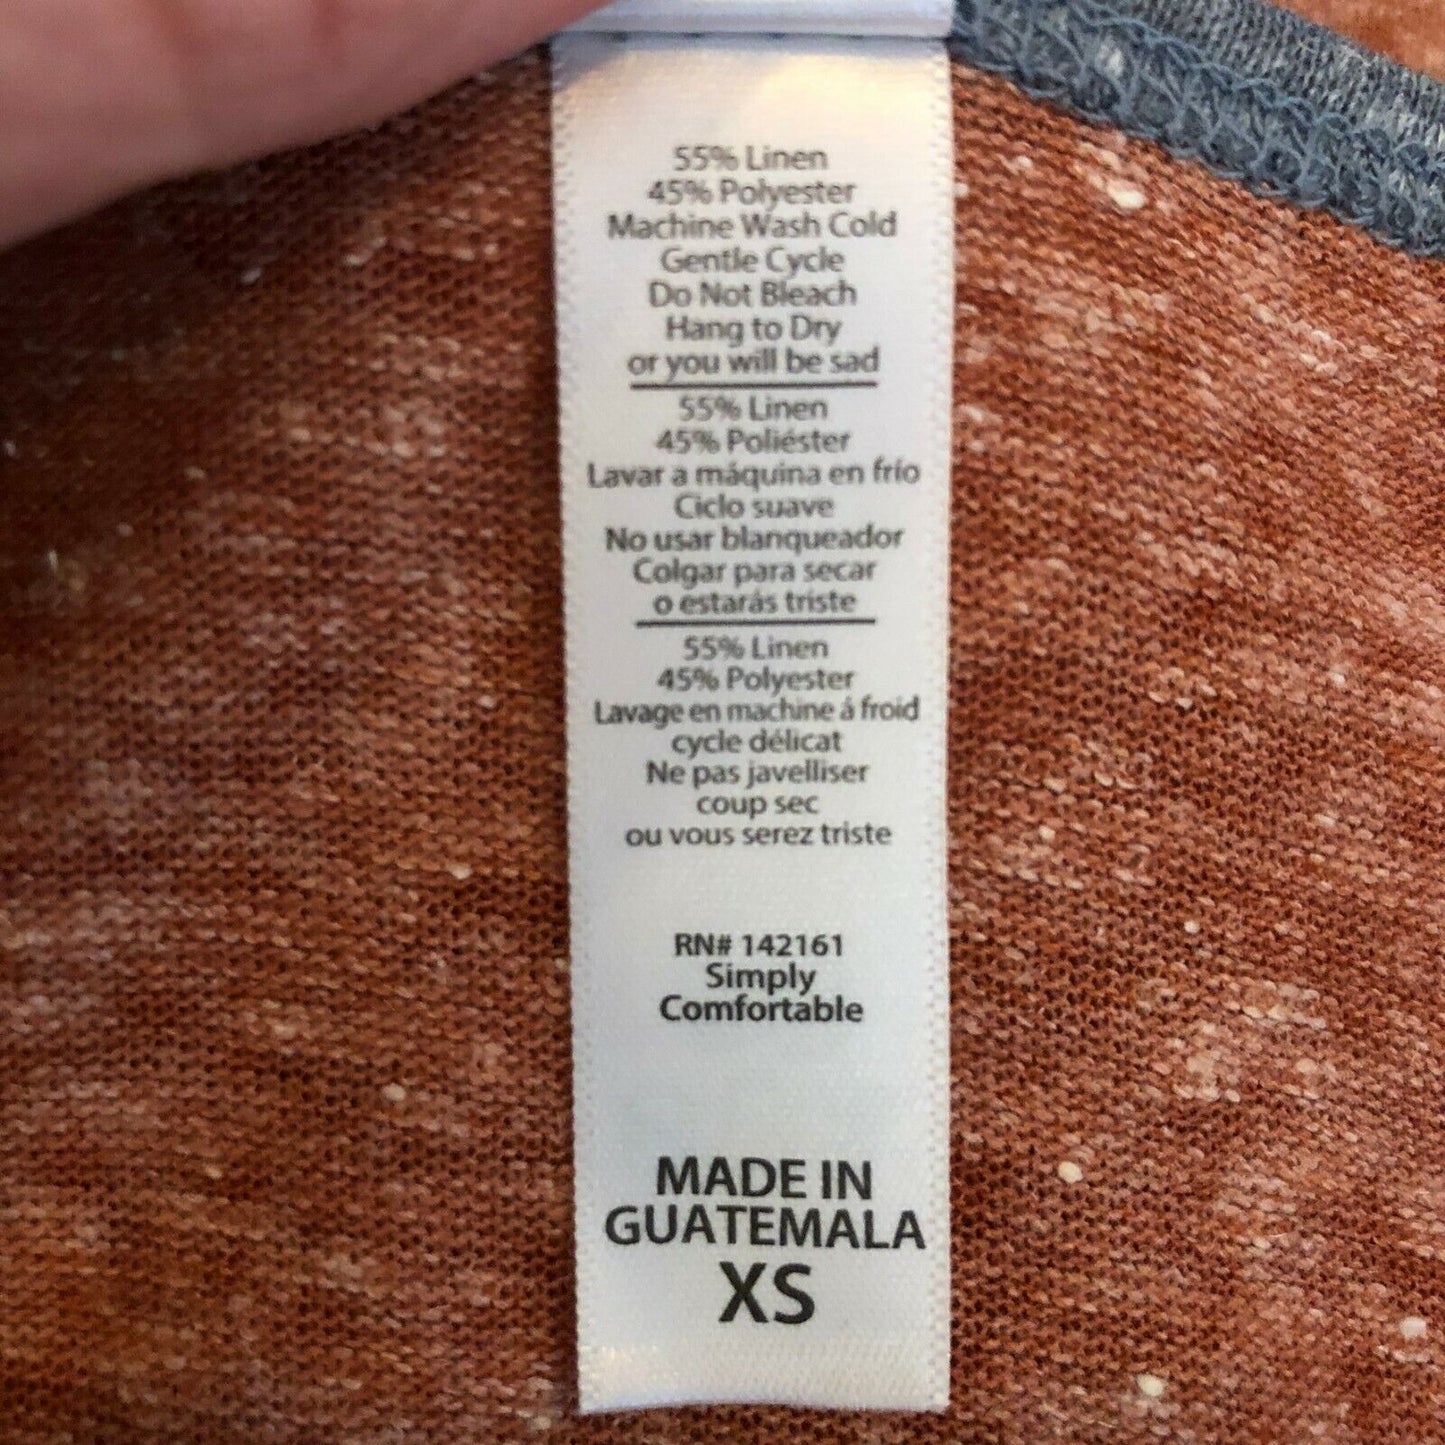 55% Linen
45% Polyester
Machine Wash Cold
Gentle Cycle
Do Not Bleach
Hang to Dry
or you will be sad
55% Linen
45% Poliéster
Lavar a máquina en frío
Ciclo suave
No usar blanqueador
Colgar para secar
o estarás triste
55% Linen
45% Polyester
Lavage en machine á froid
cycle délicat
Ne pas javelliser
coup sec
ou vous serez triste
RN# 142161
Simply
Comfortable
MADE IN
GUATEMALA
XS